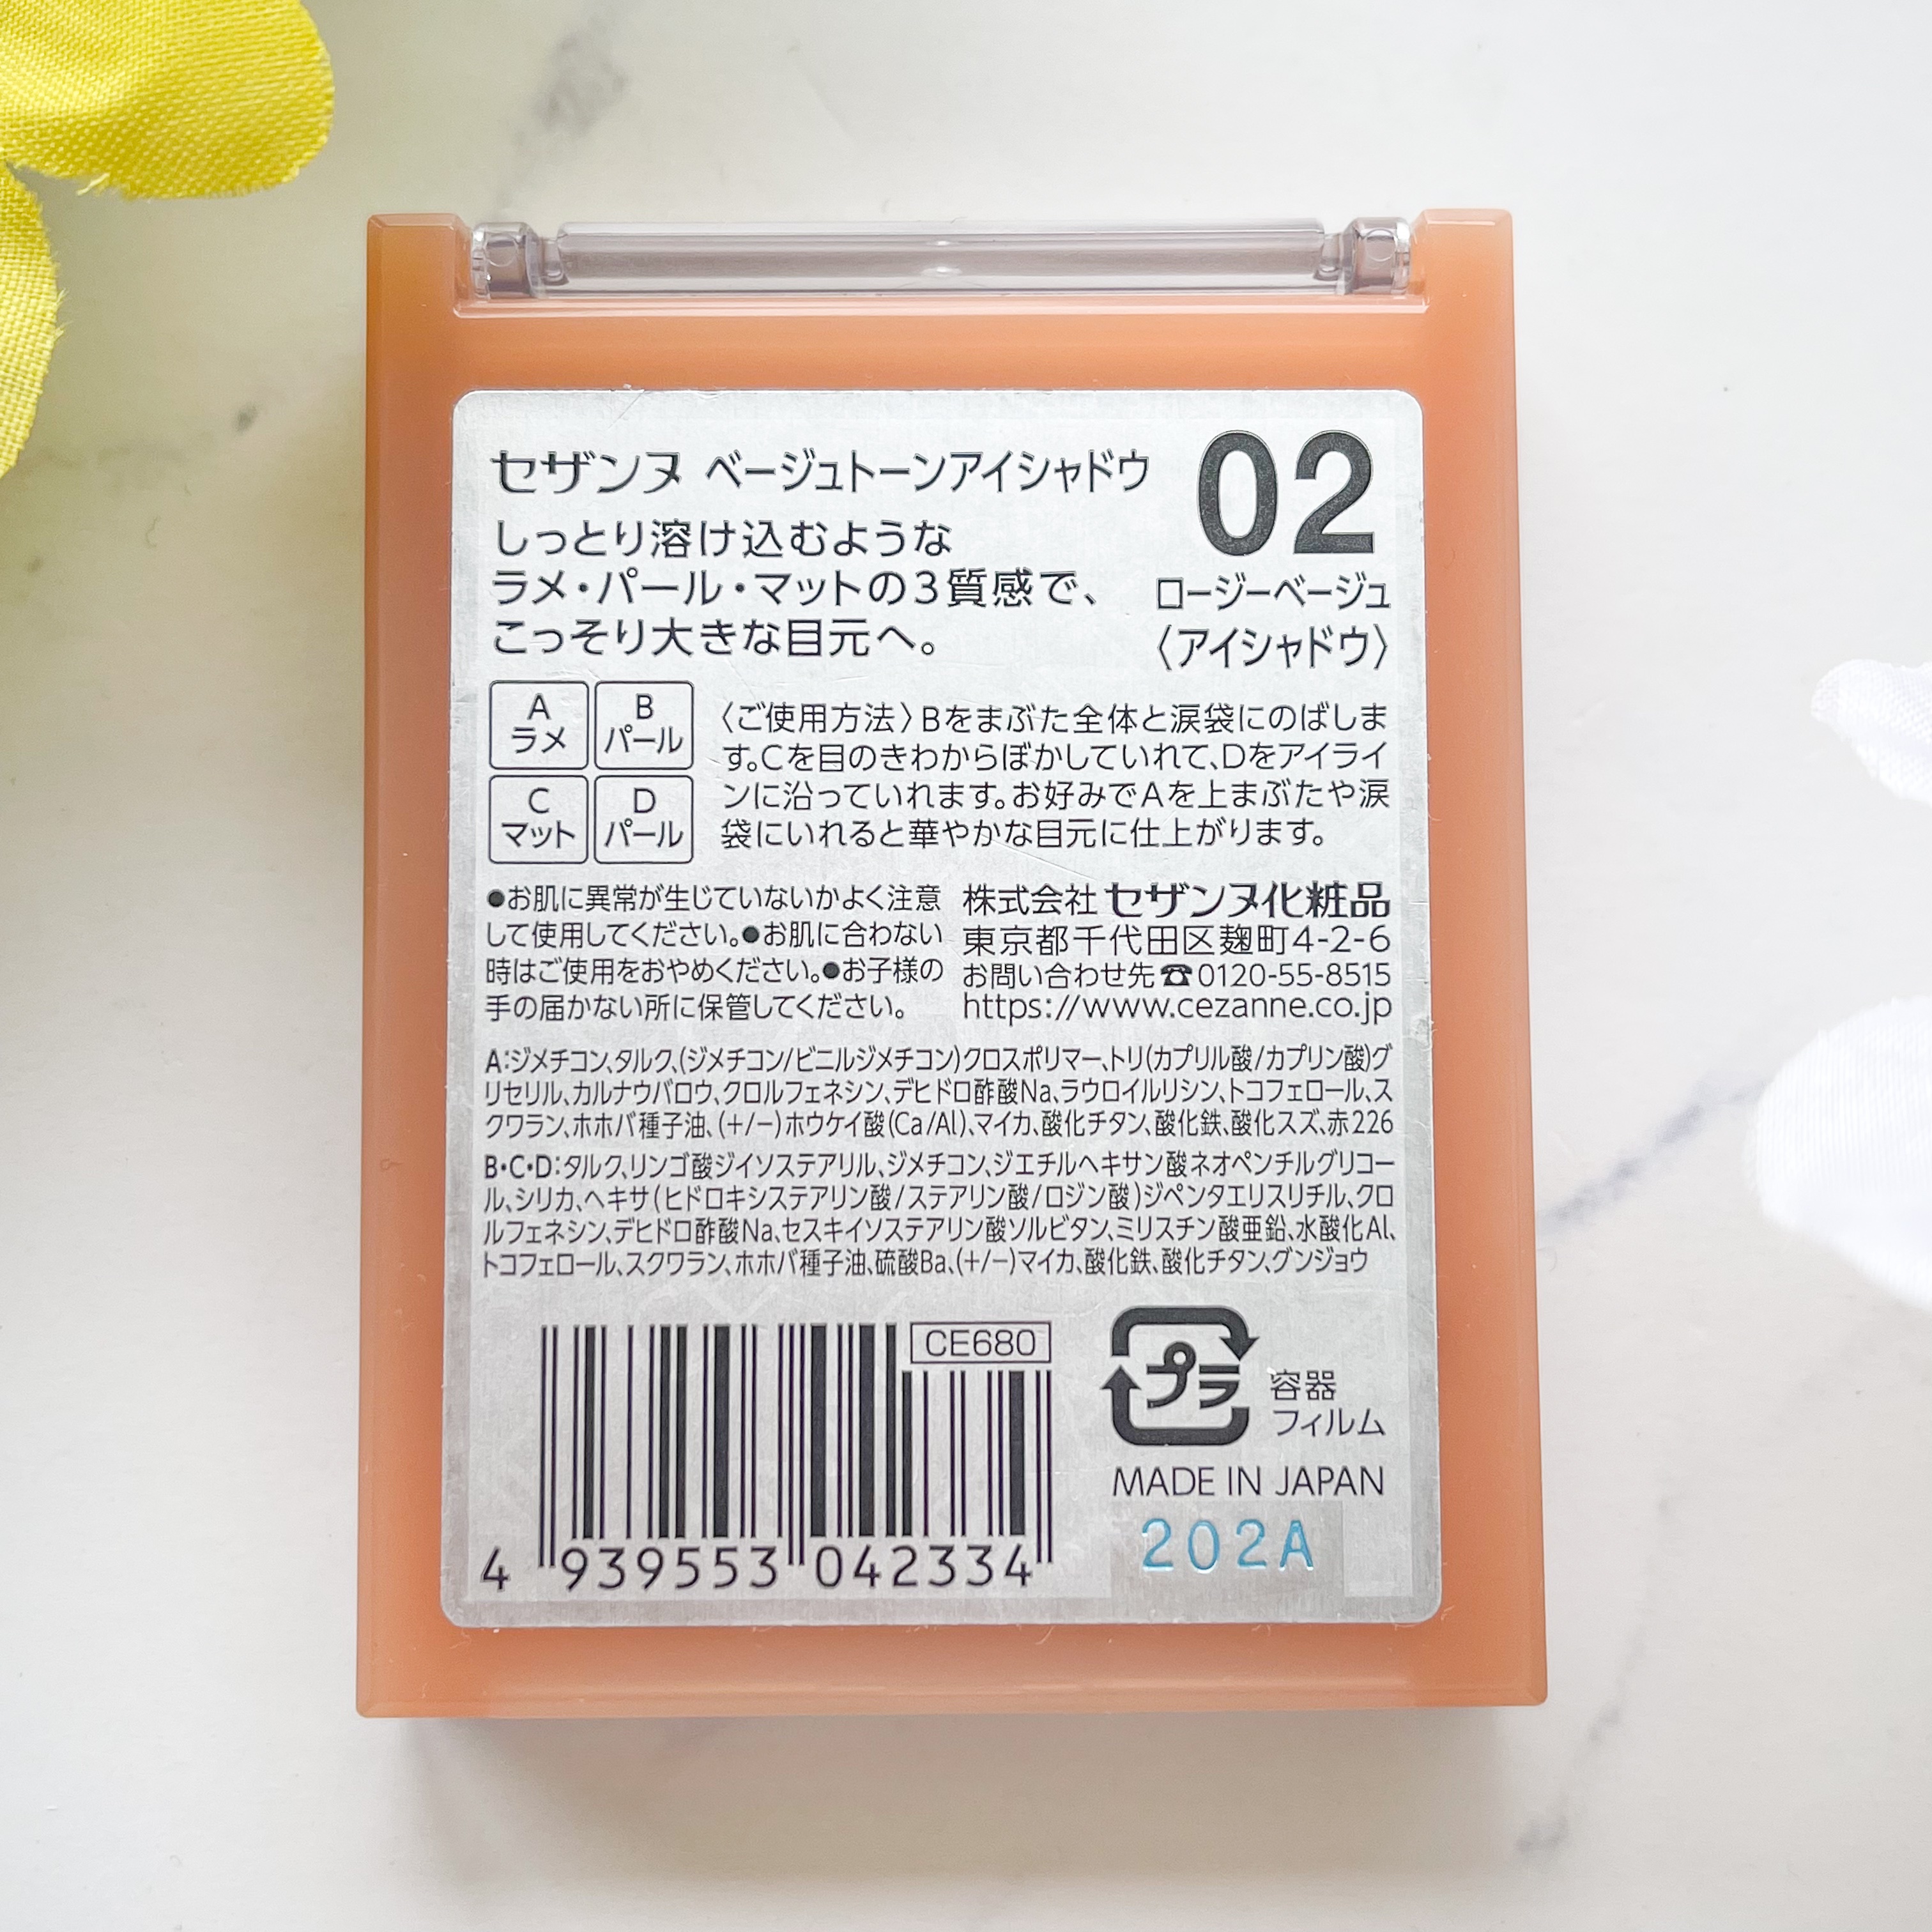 セザンヌ ベージュトーンアイシャドウ
02
しっとり溶け込むような
ラメ・パール・マットの3質感で、
こっそり大きな目元へ。
ロージーベージュ
〈アイシャドウ〉
A
ラメ
B
パール
C
マット
D
パール
〈ご使用方法〉Bをまぶた全体と涙袋にのばしま
す。Cを目のきわからぼかしていれて、Dをアイライ
ンに沿っていれます。お好みでAを上まぶたや涙
袋にいれると華やかな目元に仕上がります。
●お肌に異常が生じていないかよく注意
して使用してください。●お肌に合わない
時はご使用をおやめください。●お子様の
手の届かない所に保管してください。
株式会社 セザンヌ化粧品
東京都千代田区麹町4-2-6
お問い合わせ先☎0120-55-8515
https://www.cezanne.co.jp
A:ジメチコン、タルク、(ジメチコン/ビニルジメチコン)クロスポリマー、トリ(カプリル酸/カプリン酸)グ
リセリル、カルナウバロウ、クロルフェネシン、デヒドロ酢酸Na、ラウロイルリシン、トコフェロール、ス
クワラン、ホホバ種子油、(+/−)ホウケイ酸(Ca/Al)、マイカ、酸化チタン、酸化鉄、酸化スズ、赤226
B・C・D:タルク、リンゴ酸ジイソステアリル、ジメチコン、ジエチルヘキサン酸ネオペンチルグリコー
ル、シリカ、ヘキサ(ヒドロキシステアリン酸/ステアリン酸/ロジン酸)ジペンタエリスリチル、クロ
ルフェネシン、デヒドロ酢酸Na、セスキイソステアリン酸ソルビタン、ミリスチン酸亜鉛、水酸化Al、
トコフェロール、スクワラン、ホホバ種子油、硫酸Ba、(+/−)マイカ、酸化鉄、酸化チタン、グンジョウ
CE680
4 939553 042334
プラ
容器
フィルム
MADE IN JAPAN
202A